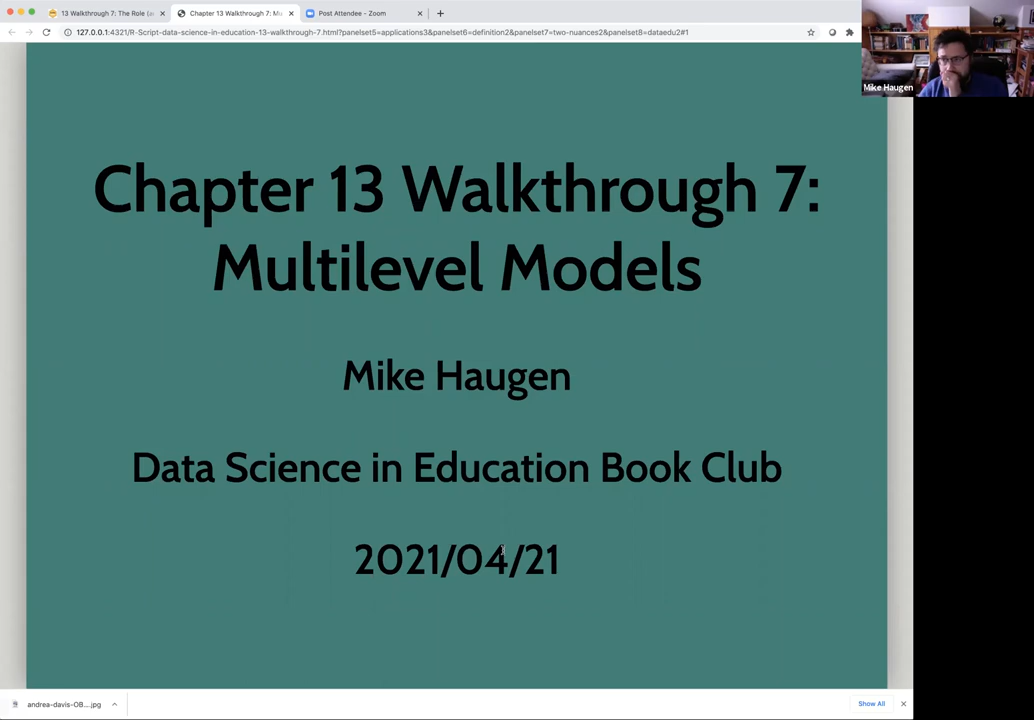 13 Walkthrough 7: The Role (a
Chapter 13 Walkthrough 7: Mu
Post Attendee - Zoom
127.0.0.1:4321/R-Script-data-science-in-education-13-walkthrough-7.html?panelset5=applications3&panelset6=definition2&panelset7=two-nuances2&panelset8=dataedu2#1
Mike Haugen
Chapter 13 Walkthrough 7:
Multilevel Models
Mike Haugen
Data Science in Education Book Club
2021/04/21
andrea-davis-OB....jpg
Show All